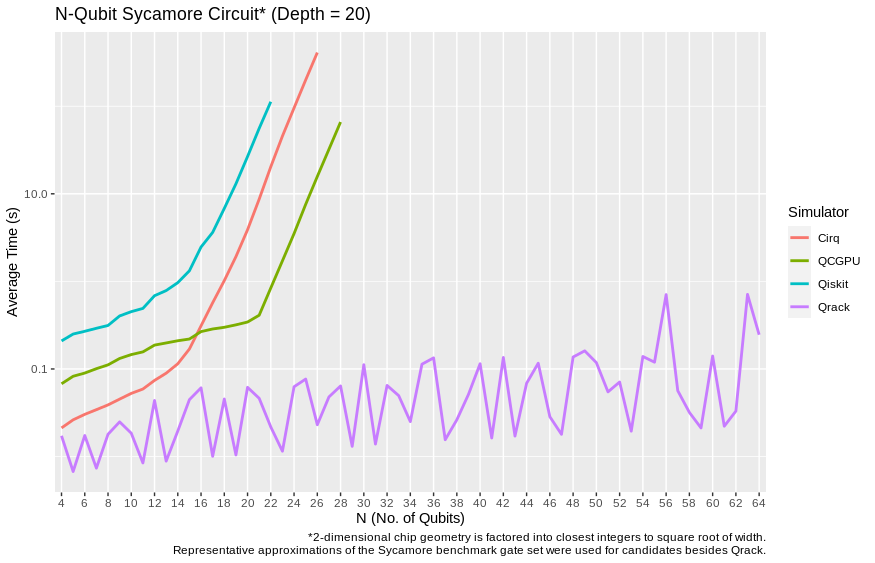 N-Qubit Sycamore Circuit* (Depth = 20)
Average Time (s)
10.0
0.1
4 6 8 10 12 14 16 18 20 22 24 26 28 30 32 34 36 38 40 42 44 46 48 50 52 54 56 58 60 62 64
N (No. of Qubits)
Simulator
Cirq
QCGPU
Qiskit
Qrack
*2-dimensional chip geometry is factored into closest integers to square root of width.
Representative approximations of the Sycamore benchmark gate set were used for candidates besides Qrack.